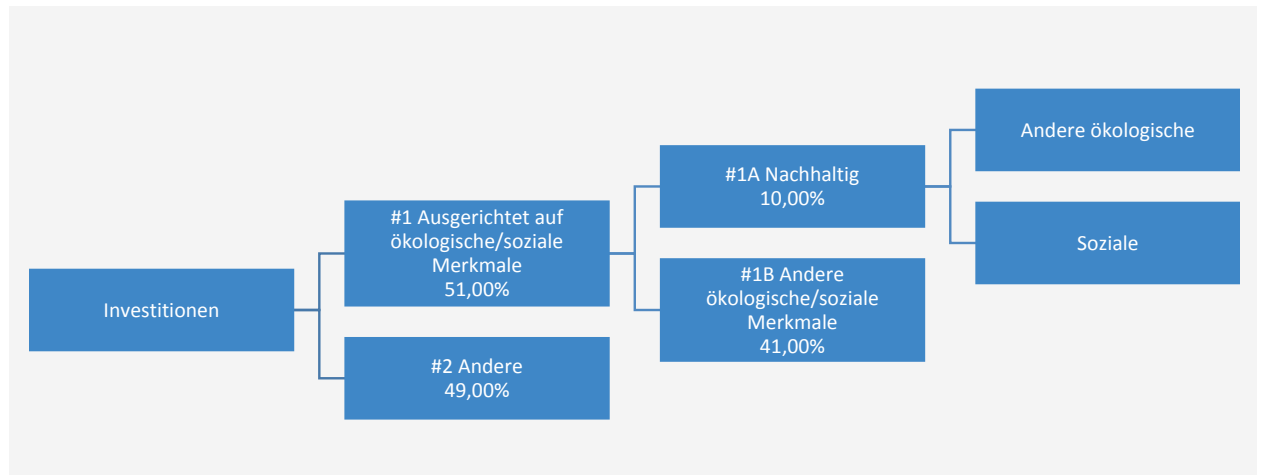 Investitionen
#1 Ausgerichtet auf
ökologische/soziale
Merkmale
51,00%
#2 Andere
49,00%
#1A Nachhaltig
10,00%
#1B Andere
ökologische/soziale
Merkmale
41,00%
Andere ökologische
Soziale